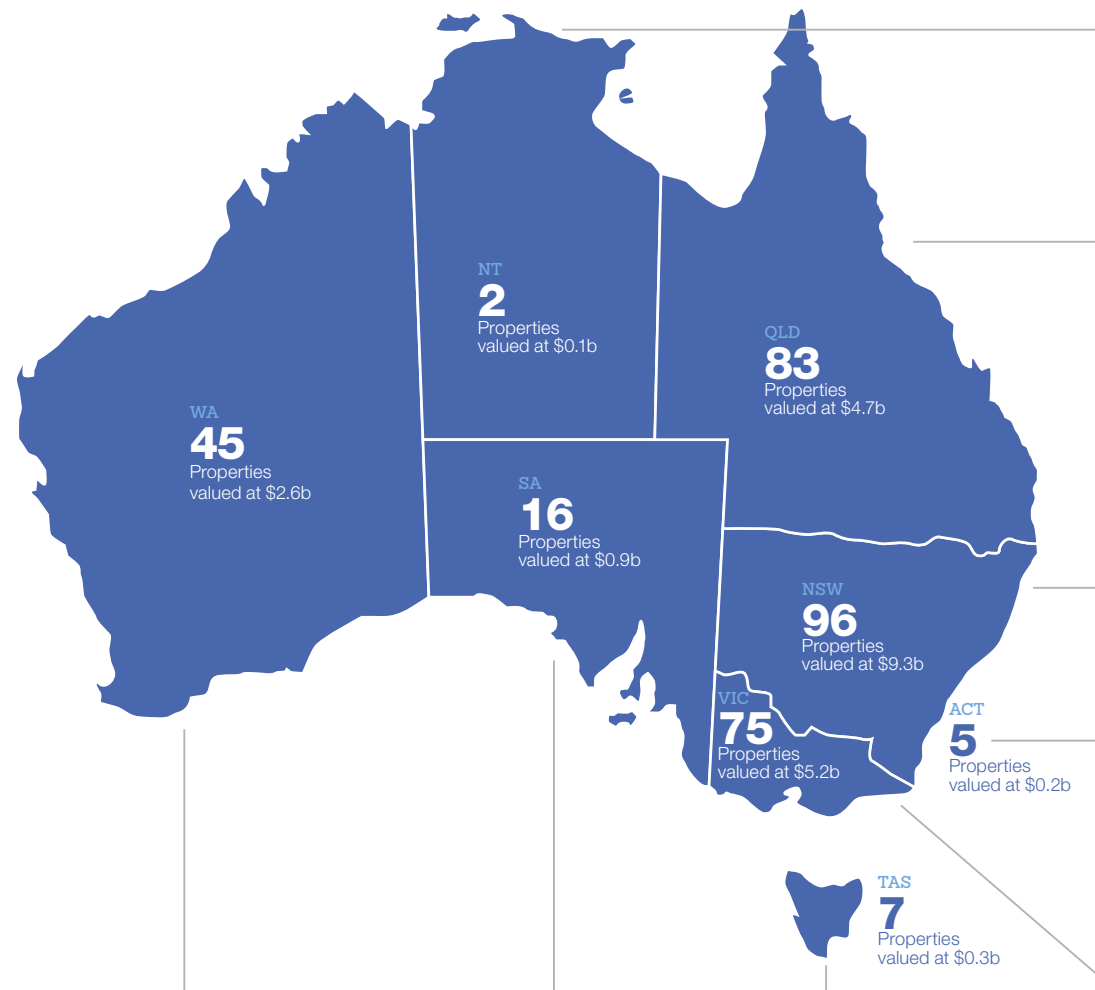 NT
2
Properties
valued at $0.1b
QLD
83
Properties
valued at $4.7b
WA
45
Properties
valued at $2.6b
SA
16
Properties
valued at $0.9b
NSW
96
Properties
valued at $9.3b
VIC
75
Properties
valued at $5.2b
ACT
5
Properties
valued at $0.2b
TAS
7
Properties
valued at $0.3b